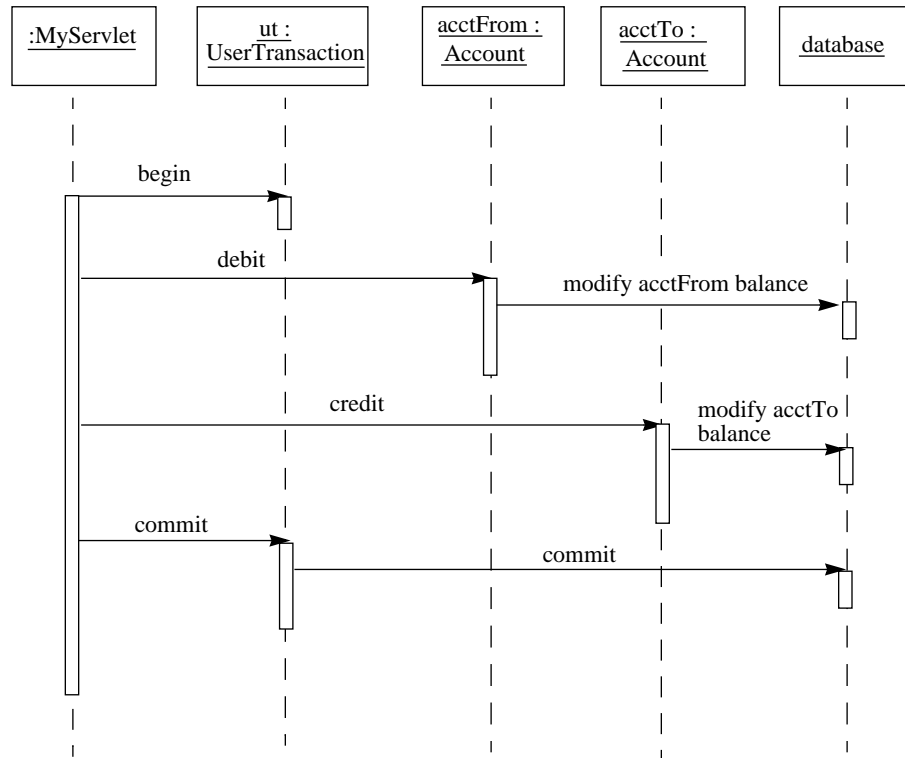 :MyServlet
ut :
UserTransaction
acctFrom :
Account
acctTo :
Account
database
begin
debit
modify acctFrom balance
credit
modify acctTo
balance
commit
commit